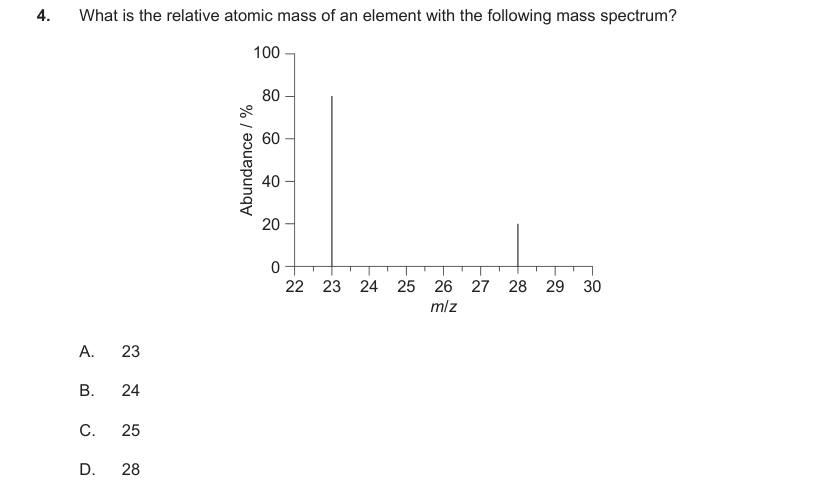 4. What is the relative atomic mass of an element with the following mass spectrum?
100
80
60
40
20
0
Abundance / %
22 23 24 25 26 27 28 29 30
m/z
A. 23
B. 24
C. 25
D. 28